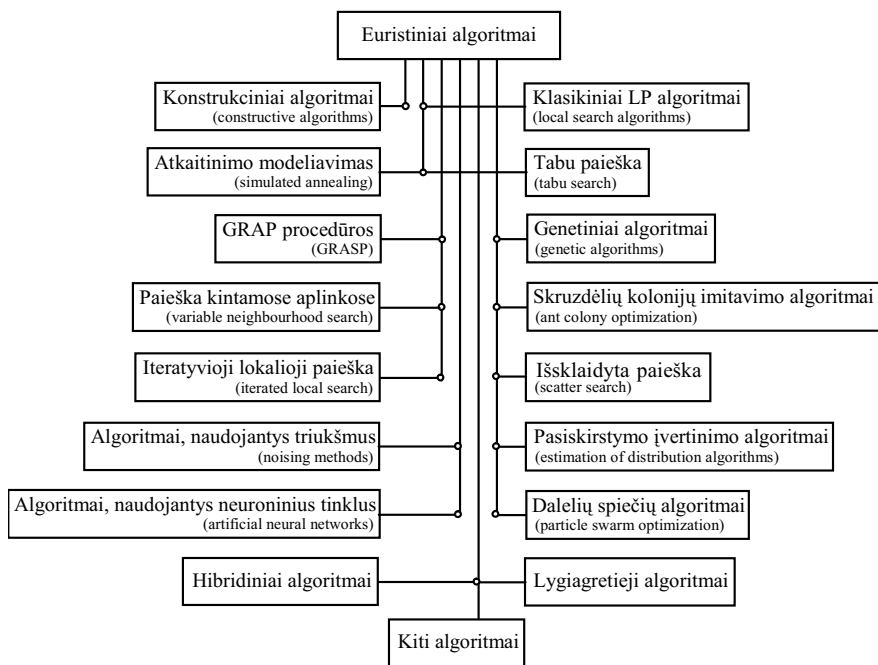 Euristiniai algoritmai
Konstrukciniai algoritmai
(constructive algorithms)
Klasikiniai LP algoritmai
(local search algorithms)
Atkaitinimo modeliavimas
(simulated annealing)
Tabu paieška
(tabu search)
GRAP procedūros
(GRASP)
Genetiniai algoritmai
(genetic algorithms)
Paieška kintamose aplinkose
(variable neighbourhood search)
Skruzdėlių kolonijų imitavimo algoritmai
(ant colony optimization)
Iteratyvioji lokalioji paieška
(iterated local search)
Išsklaidyta paieška
(scatter search)
Algoritmai, naudojantys triukšmus
(noising methods)
Pasiskirstymo įvertinimo algoritmai
(estimation of distribution algorithms)
Algoritmai, naudojantys neuroninius tinklus
(artificial neural networks)
Dalelių spiečių algoritmai
(particle swarm optimization)
Hibridiniai algoritmai
Lygiagretieji algoritmai
Kiti algoritmai